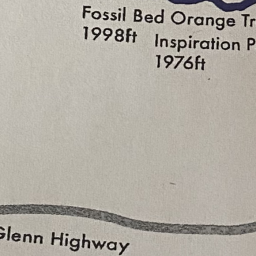 Fossil Bed Orange Tr
1998ft Inspiration P
1976ft
Glenn Highway